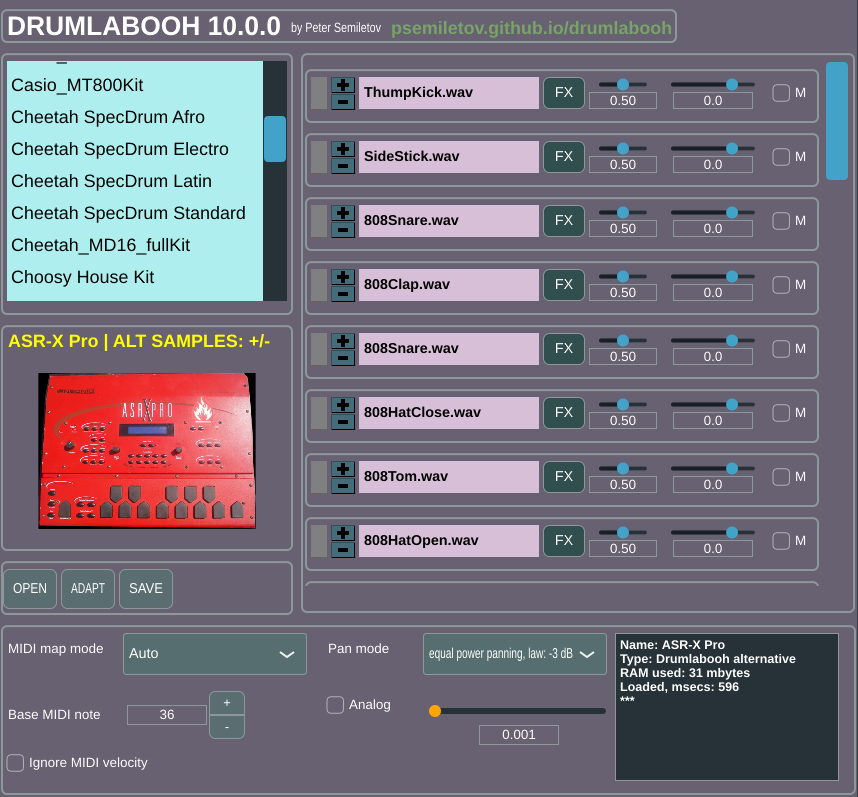 DRUMLABOOH 10.0.0 by Peter Semiletov psemiletov.github.io/drumlabooh
Casio_MT800Kit
Cheetah SpecDrum Afro
Cheetah SpecDrum Electro
Cheetah SpecDrum Latin
Cheetah SpecDrum Standard
Cheetah_MD16_fullKit
Choosy House Kit
ASR-X Pro | ALT SAMPLES: +/-
ASR X PRO
OPEN ADAPT SAVE
ThumpKick.wav FX 0.50 0.0 M
SideStick.wav FX 0.50 0.0 M
808Snare.wav FX 0.50 0.0 M
808Clap.wav FX 0.50 0.0 M
808Snare.wav FX 0.50 0.0 M
808HatClose.wav FX 0.50 0.0 M
808Tom.wav FX 0.50 0.0 M
808HatOpen.wav FX 0.50 0.0 M
MIDI map mode Auto
Base MIDI note 36 + -
Ignore MIDI velocity
Pan mode equal power panning, law: -3 dB
Analog
0.001
Name: ASR-X Pro
Type: Drumlabooh alternative
RAM used: 31 mbytes
Loaded, msecs: 596
***